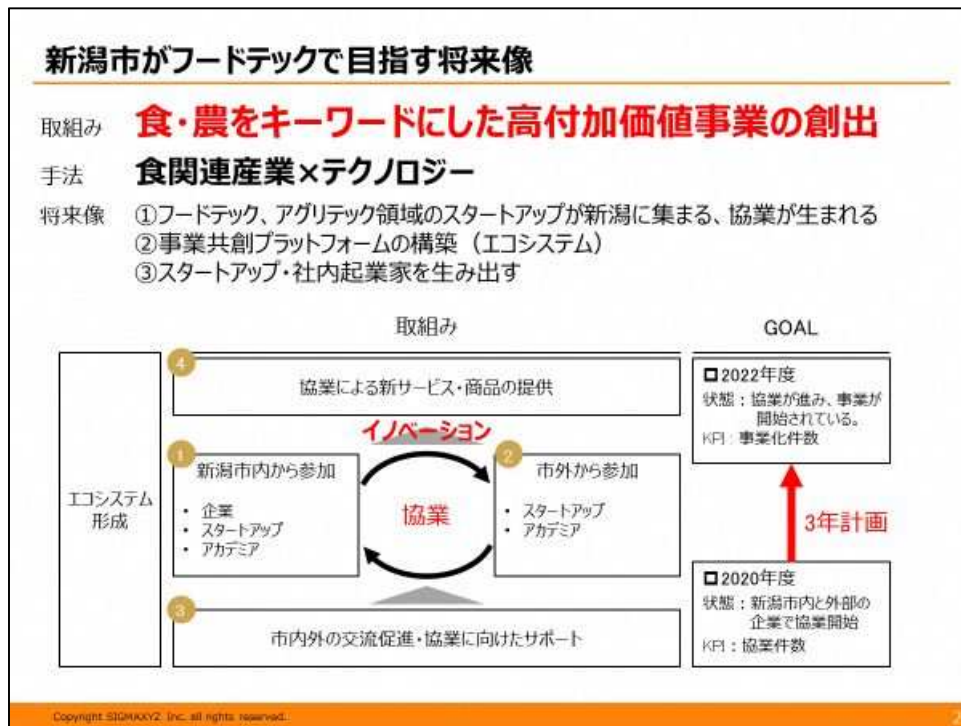 新潟市がフードテックで目指す将来像
取組み 食・農をキーワードにした高付加価値事業の創出
手法 食関連産業×テクノロジー
将来像 ①フードテック、アグリテック領域のスタートアップが新潟に集まる、協業が生まれる
②事業共創プラットフォームの構築（エコシステム）
③スタートアップ・社内起業家を生み出す
取組み
GOAL
エコシステム
形成
4
協業による新サービス・商品の提供
イノベーション
1
新潟市内から参加
• 企業
• スタートアップ
• アカデミア
協業
2
市外から参加
• スタートアップ
• アカデミア
3
市内外の交流促進・協業に向けたサポート
2022年度
状態：協業が進み、事業が
開始されている。
KPI：事業化件数
3年計画
2020年度
状態：新潟市内と外部の
企業で協業開始
KPI：協業件数
Copyright SIGMAXYZ Inc. all rights reserved.
2